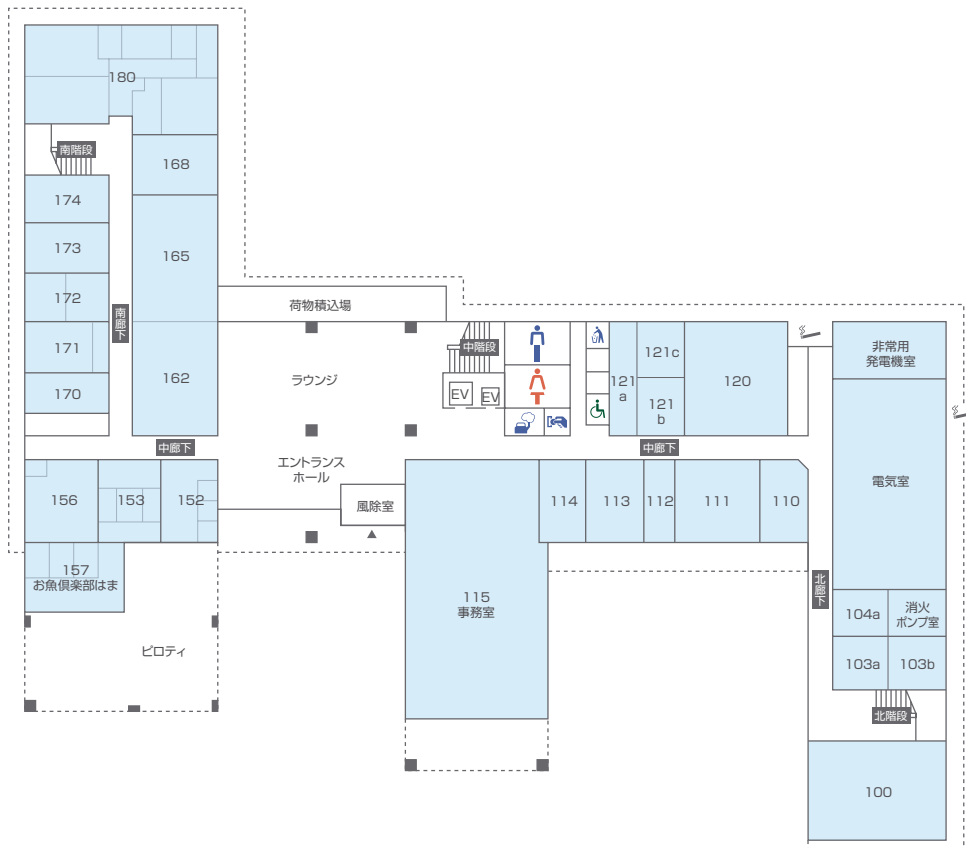 180
南階段
168
174
173
165
172
南廊下
171
170
162
荷物積込場
ラウンジ
中階段
EV
EV
121
a
121c
121
b
120
非常用
発電機室
中廊下
エントランス
ホール
中廊下
風除室
156
153
152
114
113
112
111
110
電気室
157
お魚倶楽部はま
115
事務室
北廊下
104a
消火
ポンプ室
ピロティ
103a
103b
北階段
100